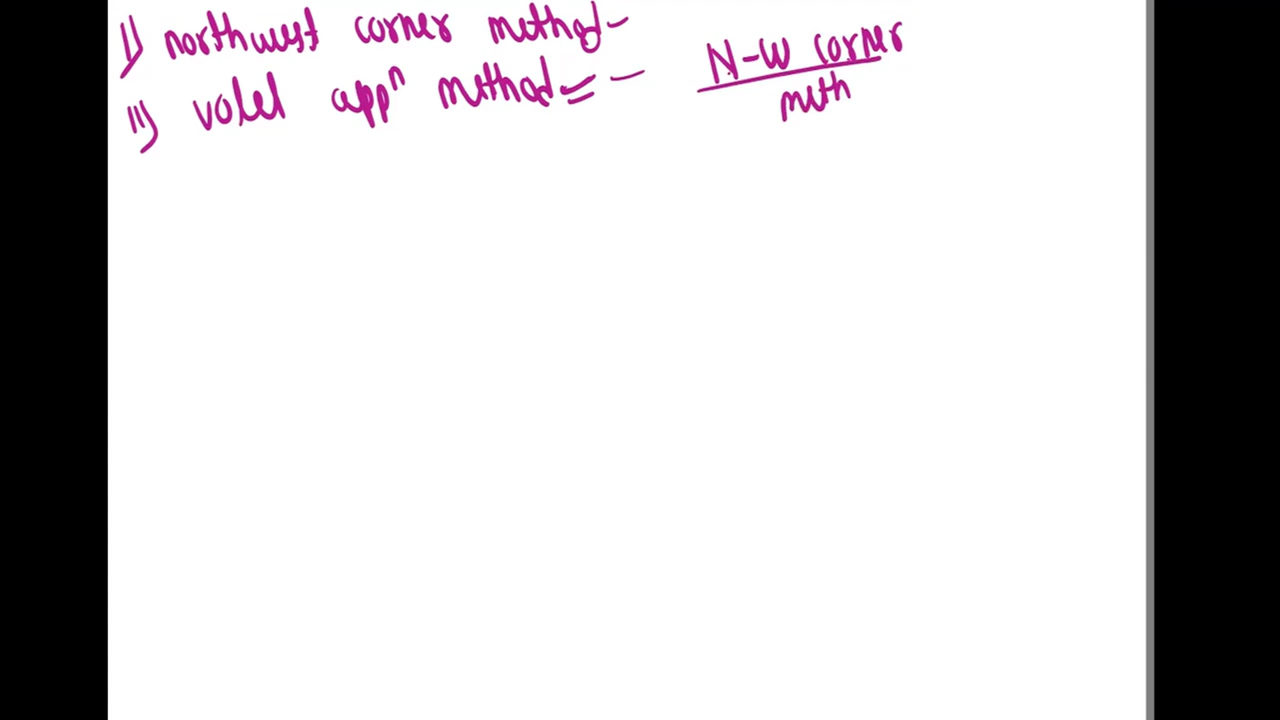 i) northwest corner method-
ii) volel appⁿ method= -
N-W corner
meth